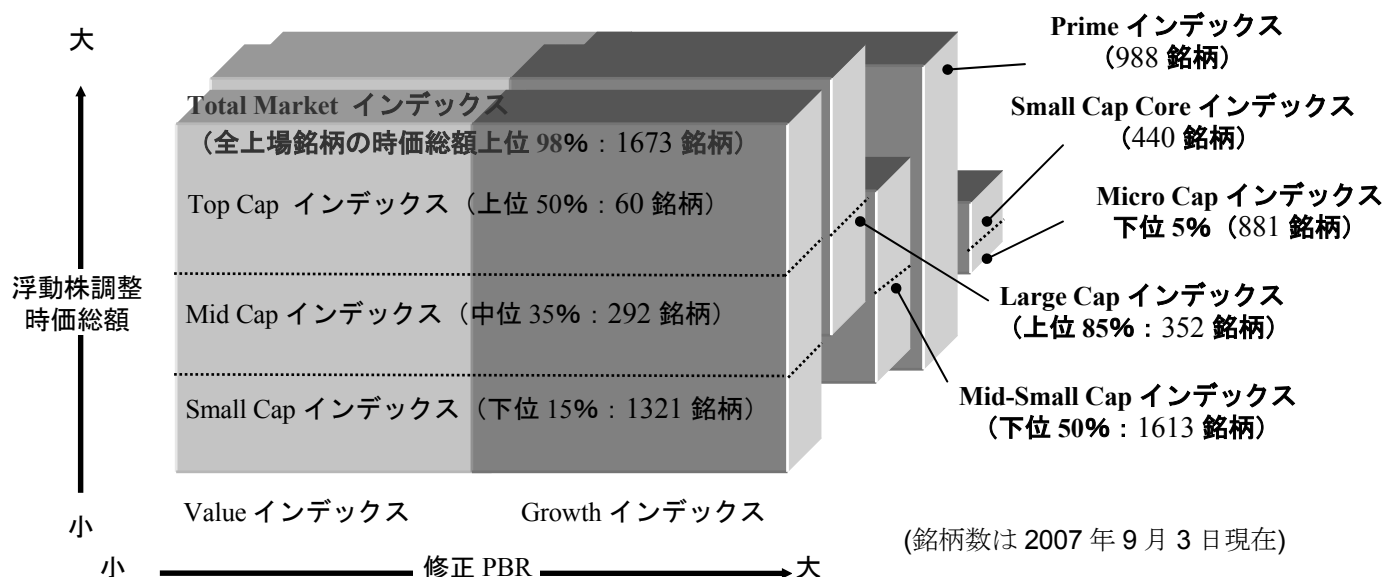 大
浮動株調整
時価総額
小
Total Market インデックス
(全上場銘柄の時価総額上位 98%：1673 銘柄)
Top Cap インデックス（上位 50%：60 銘柄）
Mid Cap インデックス（中位 35%：292 銘柄）
Small Cap インデックス（下位 15%：1321 銘柄）
Value インデックス
Growth インデックス
小
修正 PBR
大
Prime インデックス
（988 銘柄）
Small Cap Core インデックス
（440 銘柄）
Micro Cap インデックス
下位 5%（881 銘柄）
Large Cap インデックス
（上位 85%：352 銘柄）
Mid-Small Cap インデックス
（下位 50%：1613 銘柄）
(銘柄数は 2007 年 9 月 3 日現在)